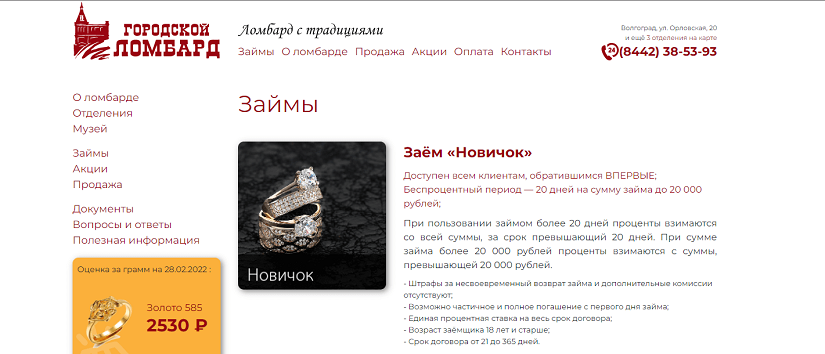 ГОРОДСКОЙ
ЛОМБАРД
Ломбард с традициями
Займы О ломбарде Продажа Акции Оплата Контакты
Волгоград, ул. Орловская, 20
и ещё 3 отделения на карте
24 (8442) 38-53-93
О ломбарде
Отделения
Музей
Займы
Акции
Продажа
Документы
Вопросы и ответы
Полезная информация
Оценка за грамм на 28.02.2022 :
Золото 585
2530 ₽
Займы
Новичок
Заём «Новичок»
Доступен всем клиентам, обратившимся ВПЕРВЫЕ;
Беспроцентный период — 20 дней на сумму займа до 20 000
рублей;
При пользовании займом более 20 дней проценты взимаются
со всей суммы, за срок превышающий 20 дней. При сумме
займа более 20 000 рублей проценты взимаются с суммы,
превышающей 20 000 рублей.
- Штрафы за несвоевременный возврат займа и дополнительные комиссии
отсутствуют;
- Возможно частичное и полное погашение с первого дня займа;
- Единая процентная ставка на весь срок договора;
- Возраст заёмщика 18 лет и старше;
- Срок договора от 21 до 365 дней.